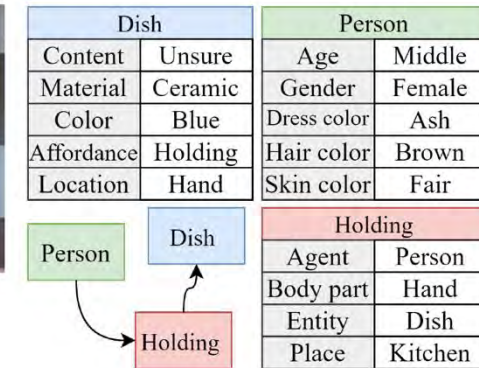 Dish
Content Unsure
Material Ceramic
Color Blue
Affordance Holding
Location Hand
Person
Age Middle
Gender Female
Dress color Ash
Hair color Brown
Skin color Fair
Person
Dish
Holding
Holding
Agent Person
Body part Hand
Entity Dish
Place Kitchen